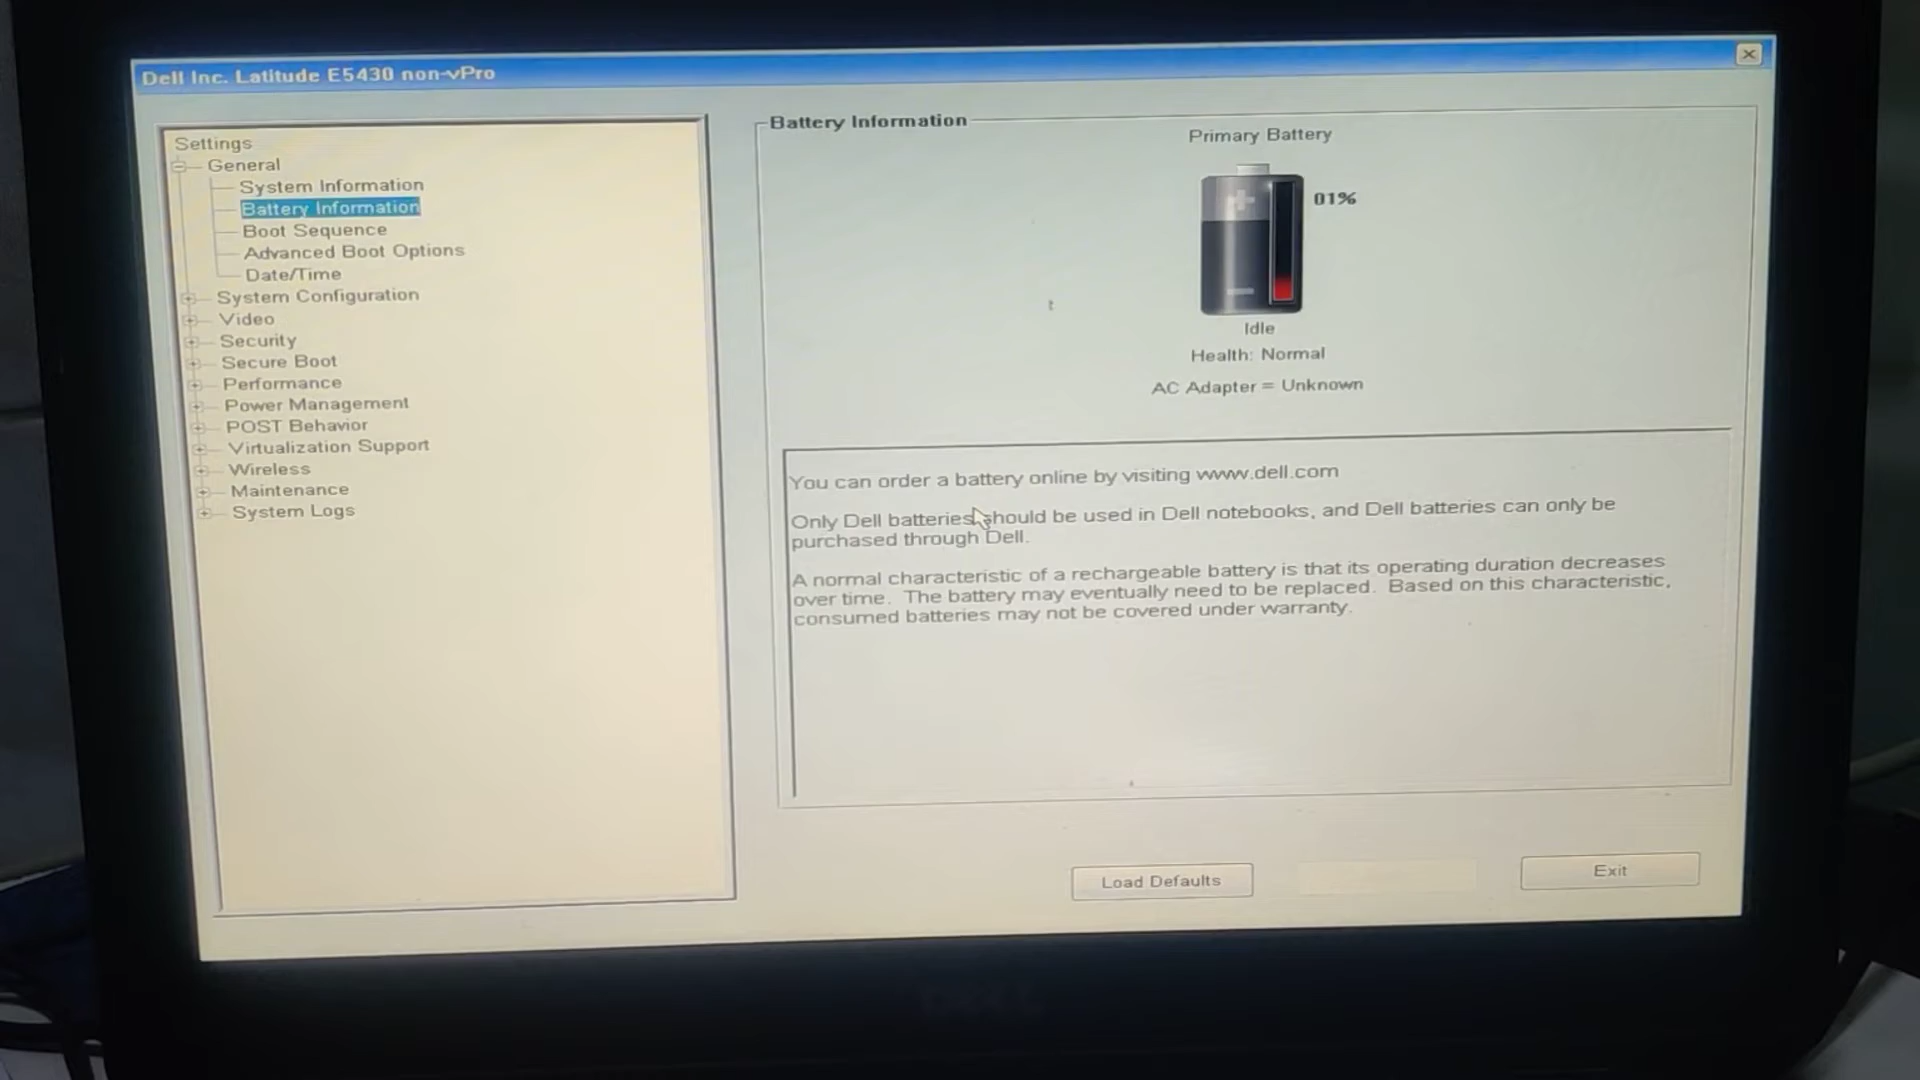 Dell Inc. Latitude E5430 non-vPro
Settings
General
System Information
Battery Information
Boot Sequence
Advanced Boot Options
Date/Time
System Configuration
Video
Security
Secure Boot
Performance
Power Management
POST Behavior
Virtualization Support
Wireless
Maintenance
System Logs
Battery Information
Primary Battery
01%
Idle
Health: Normal
AC Adapter = Unknown
You can order a battery online by visiting www.dell.com
Only Dell batteries should be used in Dell notebooks, and Dell batteries can only be
purchased through Dell.
A normal characteristic of a rechargeable battery is that its operating duration decreases
over time. The battery may eventually need to be replaced. Based on this characteristic,
consumed batteries may not be covered under warranty.
Load Defaults
Exit